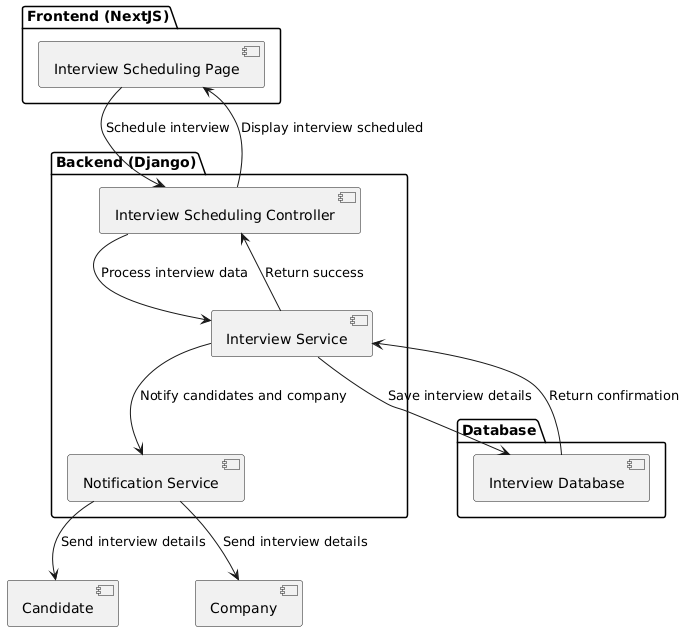 Frontend (NextJS)
Interview Scheduling Page
Schedule interview
Display interview scheduled
Backend (Django)
Interview Scheduling Controller
Process interview data
Return success
Interview Service
Notify candidates and company
Save interview details
Return confirmation
Database
Notification Service
Interview Database
Send interview details
Send interview details
Candidate
Company